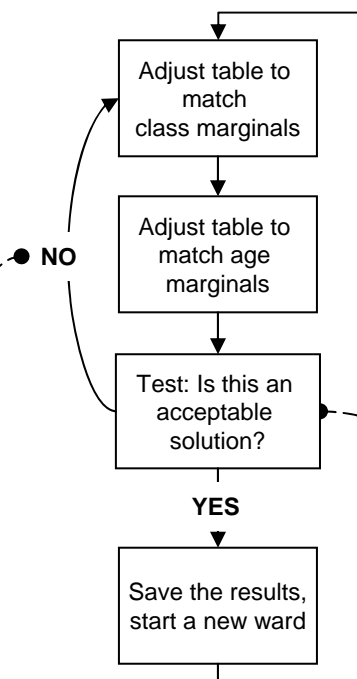 Adjust table to
match
class marginals
Adjust table to
match age
marginals
NO
Test: Is this an
acceptable
solution?
YES
Save the results,
start a new ward